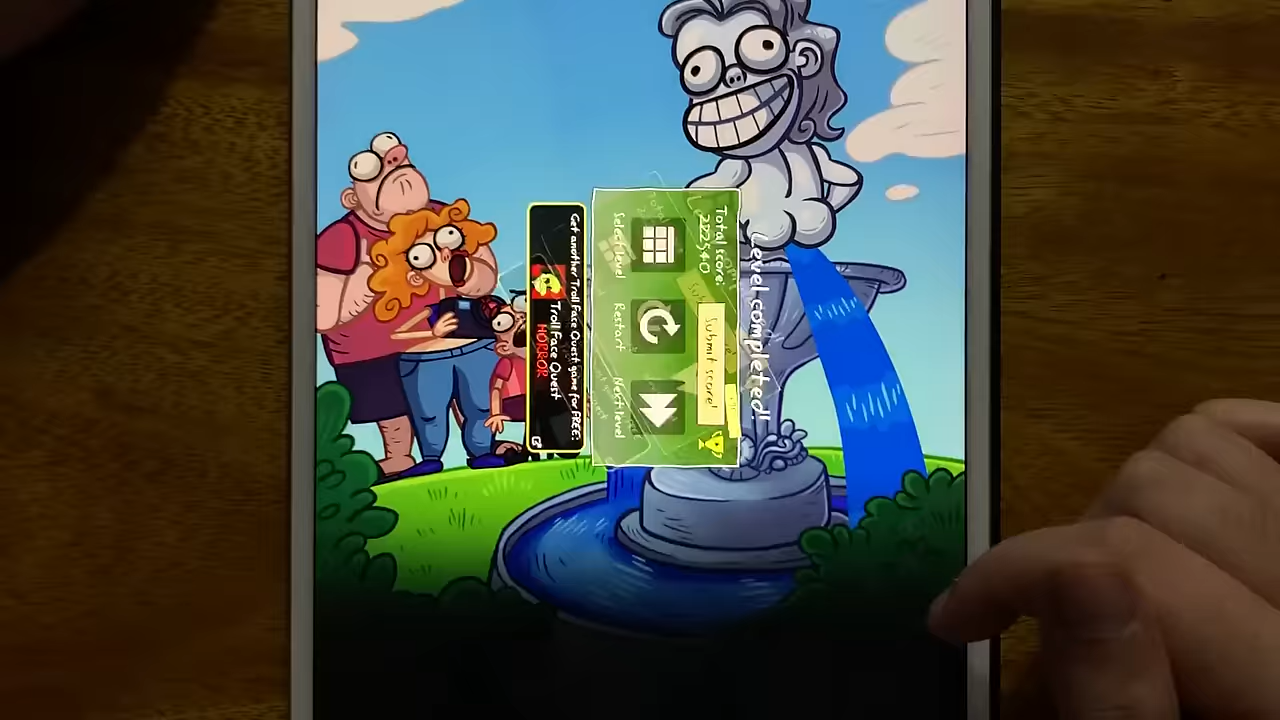 Level completed!
Total score:
222540
Submit score!
Select level
Restart
Next level
Get another Troll Face Quest game for FREE:
Troll Face Quest
HORROR